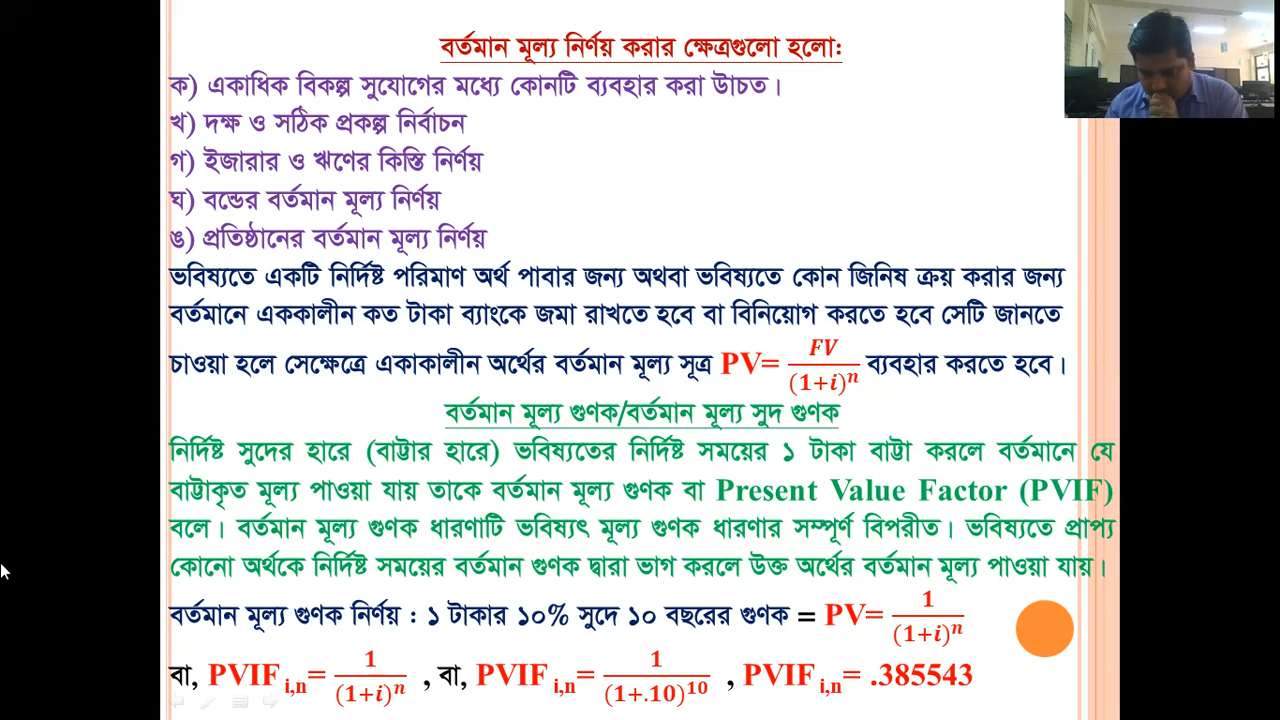 বর্তমান মূল্য নির্ণয় করার ক্ষেত্রগুলো হলো:
ক) একাধিক বিকল্প সুযোগের মধ্যে কোনটি ব্যবহার করা উাচত।
খ) দক্ষ ও সঠিক প্রকল্প নির্বাচন
গ) ইজারার ও ঋণের কিস্তি নির্ণয়
ঘ) বন্ডের বর্তমান মূল্য নির্ণয়
ঙ) প্রতিষ্ঠানের বর্তমান মূল্য নির্ণয়
ভবিষ্যতে একটি নির্দিষ্ট পরিমাণ অর্থ পাবার জন্য অথবা ভবিষ্যতে কোন জিনিষ ক্রয় করার জন্য
বর্তমানে এককালীন কত টাকা ব্যাংকে জমা রাখতে হবে বা বিনিয়োগ করতে হবে সেটি জানতে
চাওয়া হলে সেক্ষেত্রে একাকালীন অর্থের বর্তমান মূল্য সূত্র PV= FV/(1+i)^n ব্যবহার করতে হবে।
বর্তমান মূল্য গুণক/বর্তমান মূল্য সুদ গুণক
নির্দিষ্ট সুদের হারে (বাট্টার হারে) ভবিষ্যতের নির্দিষ্ট সময়ের ১ টাকা বাট্টা করলে বর্তমানে যে
বাট্টাকৃত মূল্য পাওয়া যায় তাকে বর্তমান মূল্য গুণক বা Present Value Factor (PVIF)
বলে। বর্তমান মূল্য গুণক ধারণাটি ভবিষ্যৎ মূল্য গুণক ধারণার সম্পূর্ণ বিপরীত। ভবিষ্যতে প্রাপ্য
কোনো অর্থকে নির্দিষ্ট সময়ের বর্তমান গুণক দ্বারা ভাগ করলে উক্ত অর্থের বর্তমান মূল্য পাওয়া যায়।
বর্তমান মূল্য গুণক নির্ণয় : ১ টাকার ১০% সুদে ১০ বছরের গুণক = PV= 1/(1+i)^n
বা, PVIF i,n= 1/(1+i)^n , বা, PVIF i,n= 1/(1+.10)^10 , PVIF i,n= .385543